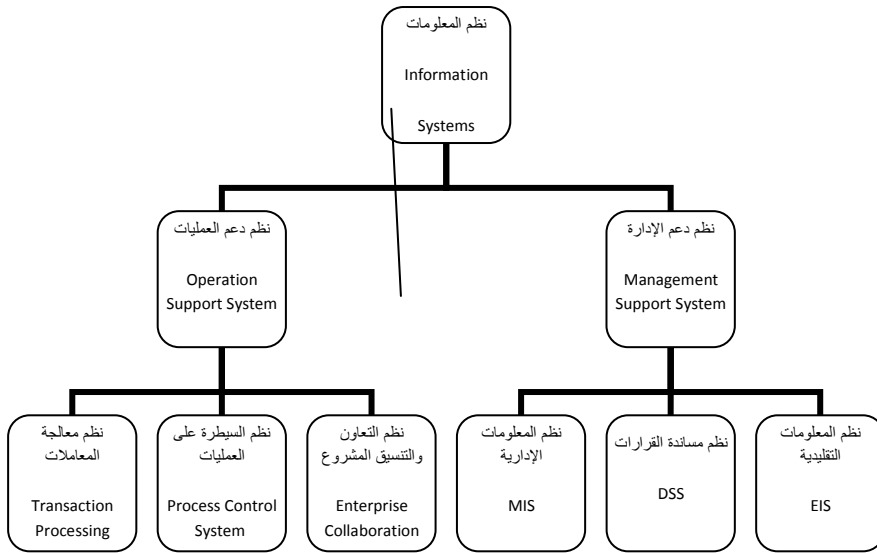 نظم المعلومات
Information
Systems
نظم دعم العمليات
Operation
Support System
نظم دعم الإدارة
Management
Support System
نظم معالجة
المعاملات
Transaction
Processing
نظم السيطرة على
العمليات
Process Control
System
نظم التعاون
والتنسيق المشروع
Enterprise
Collaboration
نظم المعلومات
الإدارية
MIS
نظم مساندة القرارات
DSS
نظم المعلومات
التقليدية
EIS